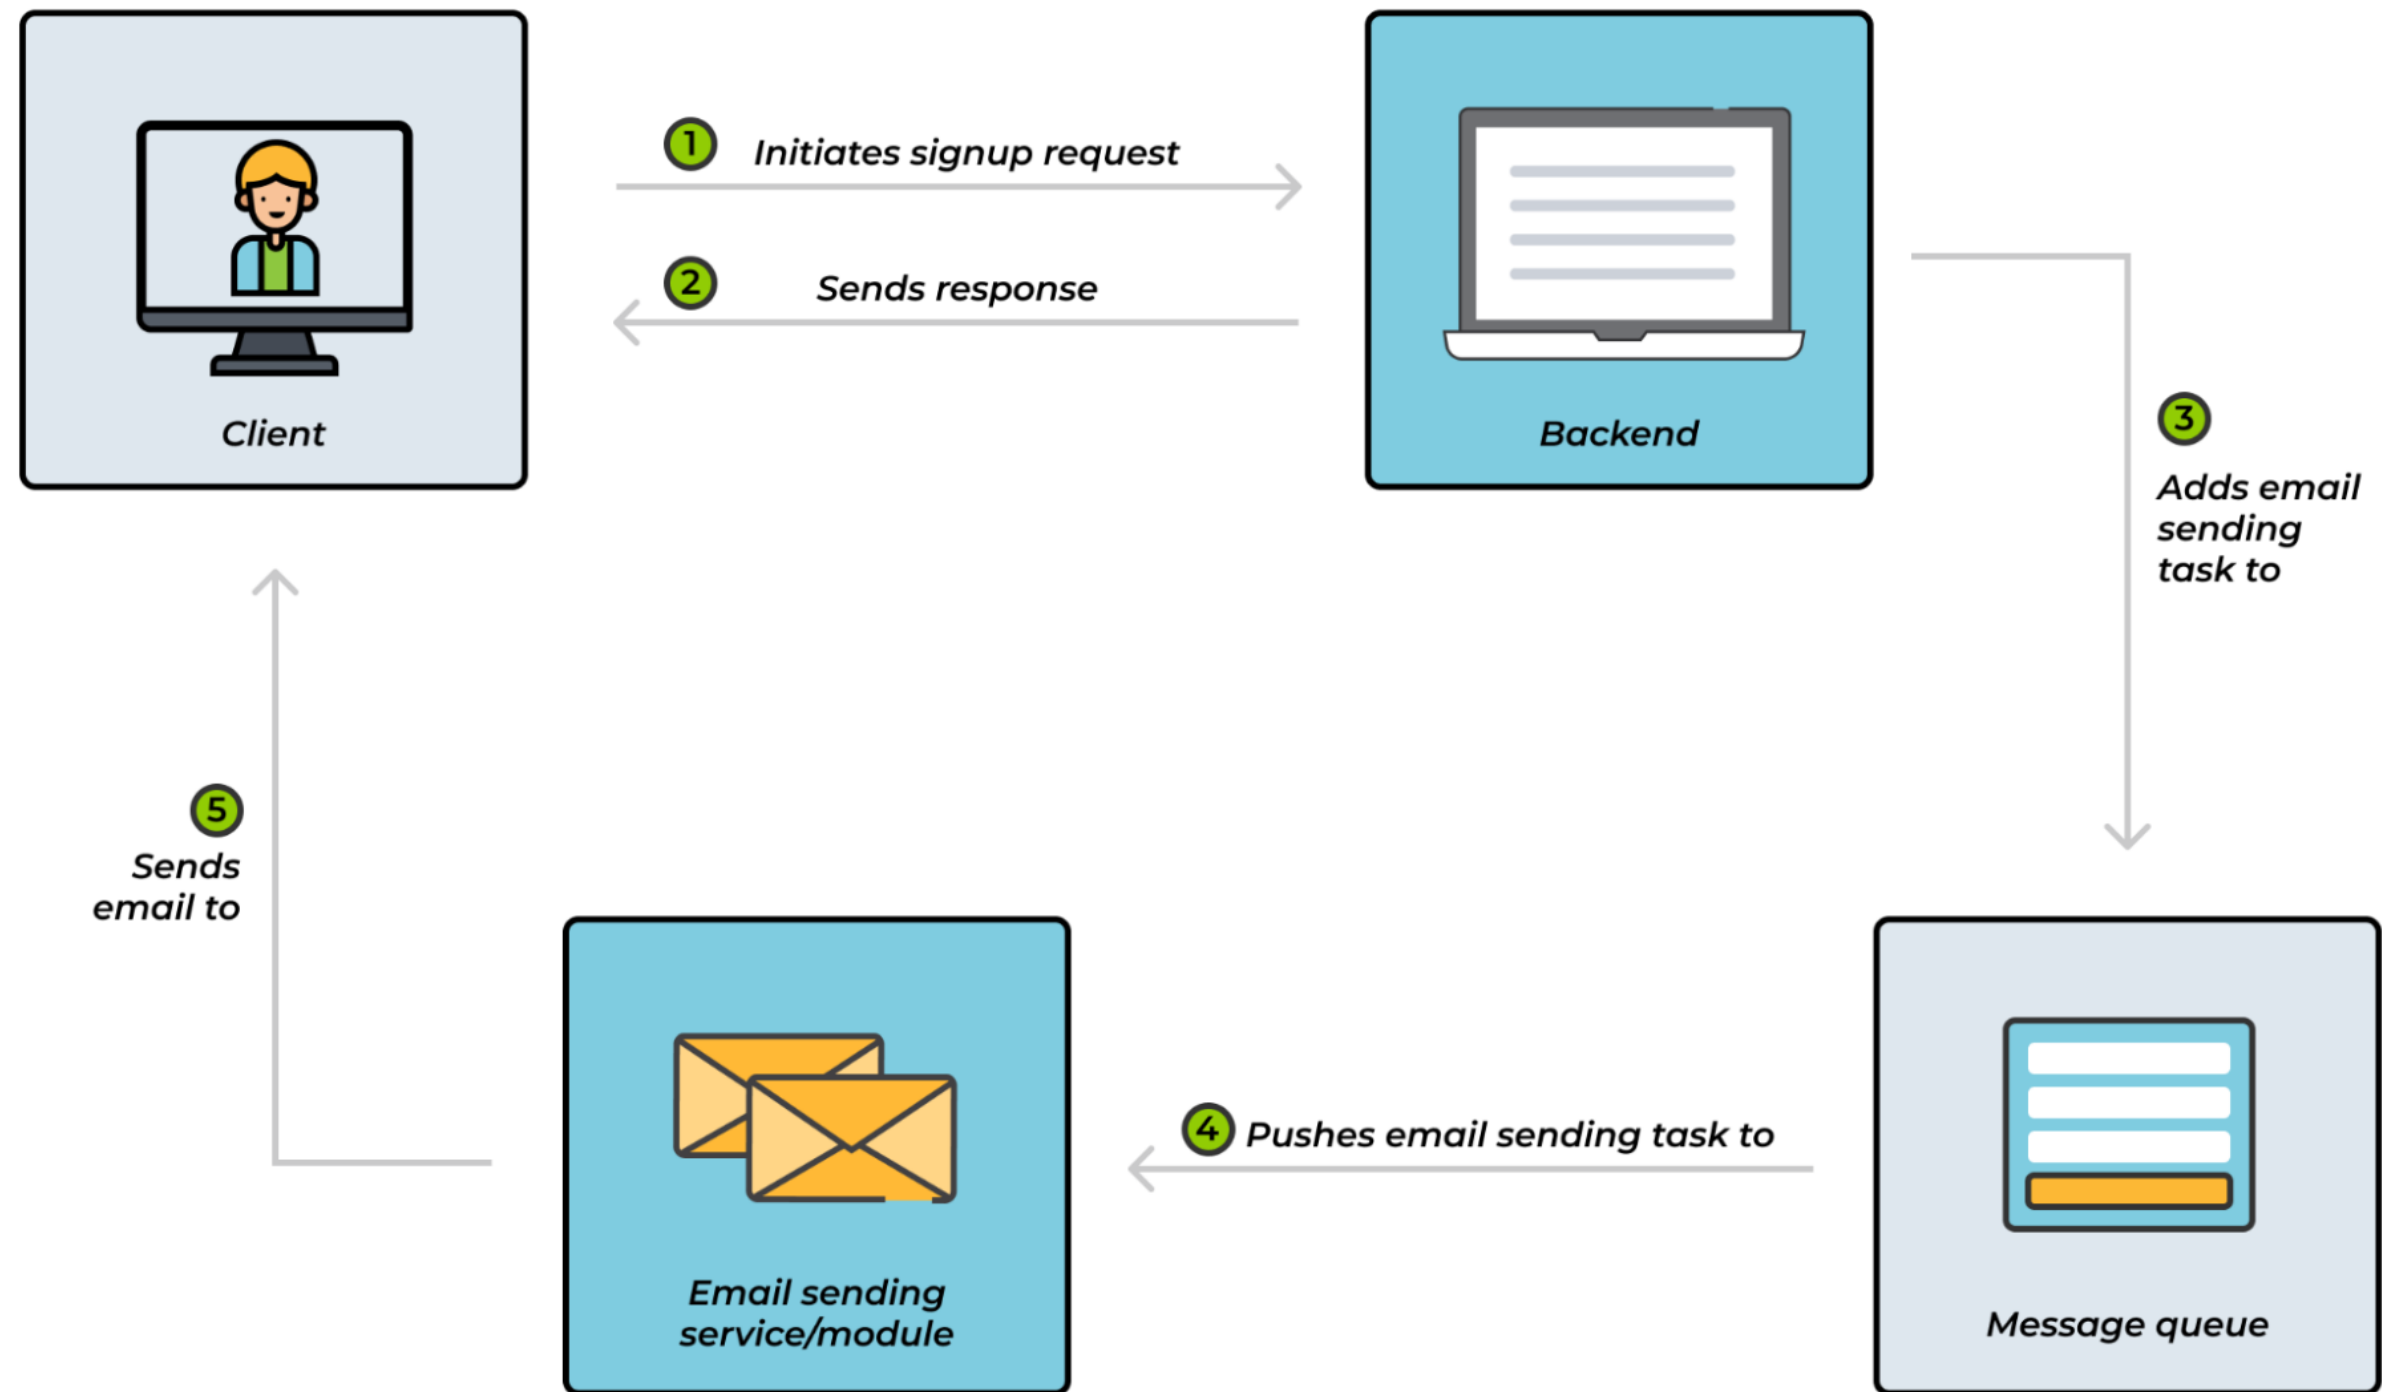 1
Initiates signup request
2
Sends response
Client
Backend
3
Adds email
sending
task to
5
Sends
email to
4
Pushes email sending task to
Email sending
service/module
Message queue